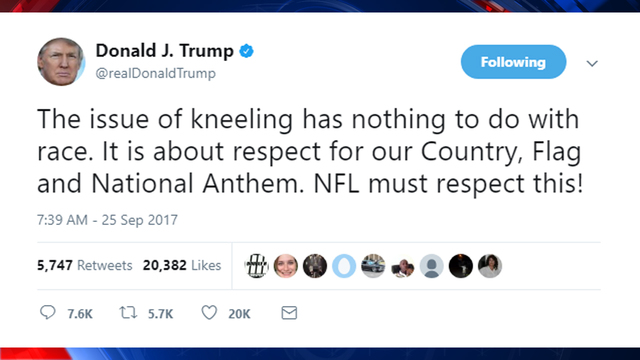 Donald J. Trump
@realDonaldTrump
Following
The issue of kneeling has nothing to do with
race. It is about respect for our Country, Flag
and National Anthem. NFL must respect this!
7:39 AM - 25 Sep 2017
5,747 Retweets 20,382 Likes
7.6K 5.7K 20K